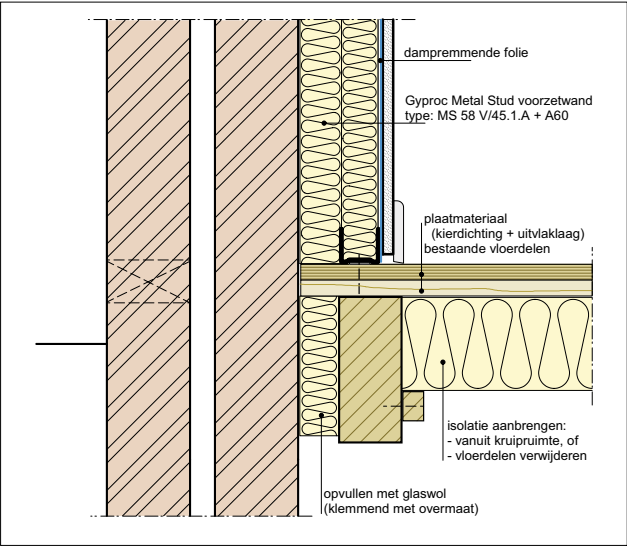 dampremmende folie
Gyproc Metal Stud voorzetwand
type: MS 58 V/45.1.A + A60
plaatmateriaal
(kierdichting + uitvlaklaag)
bestaande vloerdelen
isolatie aanbrengen:
- vanuit kruipruimte, of
- vloerdelen verwijderen
opvullen met glaswol
(klemmend met overmaat)